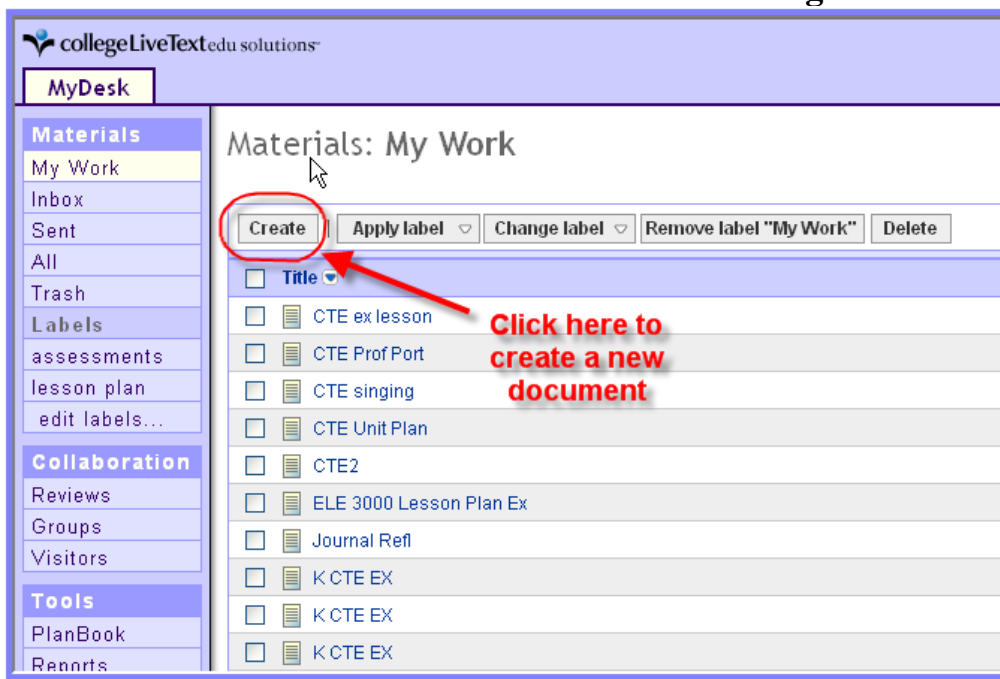 collegeLiveText edu solutions
MyDesk
Materials
My Work
Inbox
Sent
All
Trash
Labels
assessments
lesson plan
edit labels...
Collaboration
Reviews
Groups
Visitors
Tools
PlanBook
Reports
Materials: My Work
Create | Apply label Change label Remove label "My Work" Delete
Title
CTE ex lesson
CTE Prof Port
CTE singing
CTE Unit Plan
CTE2
ELE 3000 Lesson Plan Ex
Journal Refl
K CTE EX
K CTE EX
K CTE EX
Click here to
create a new
document